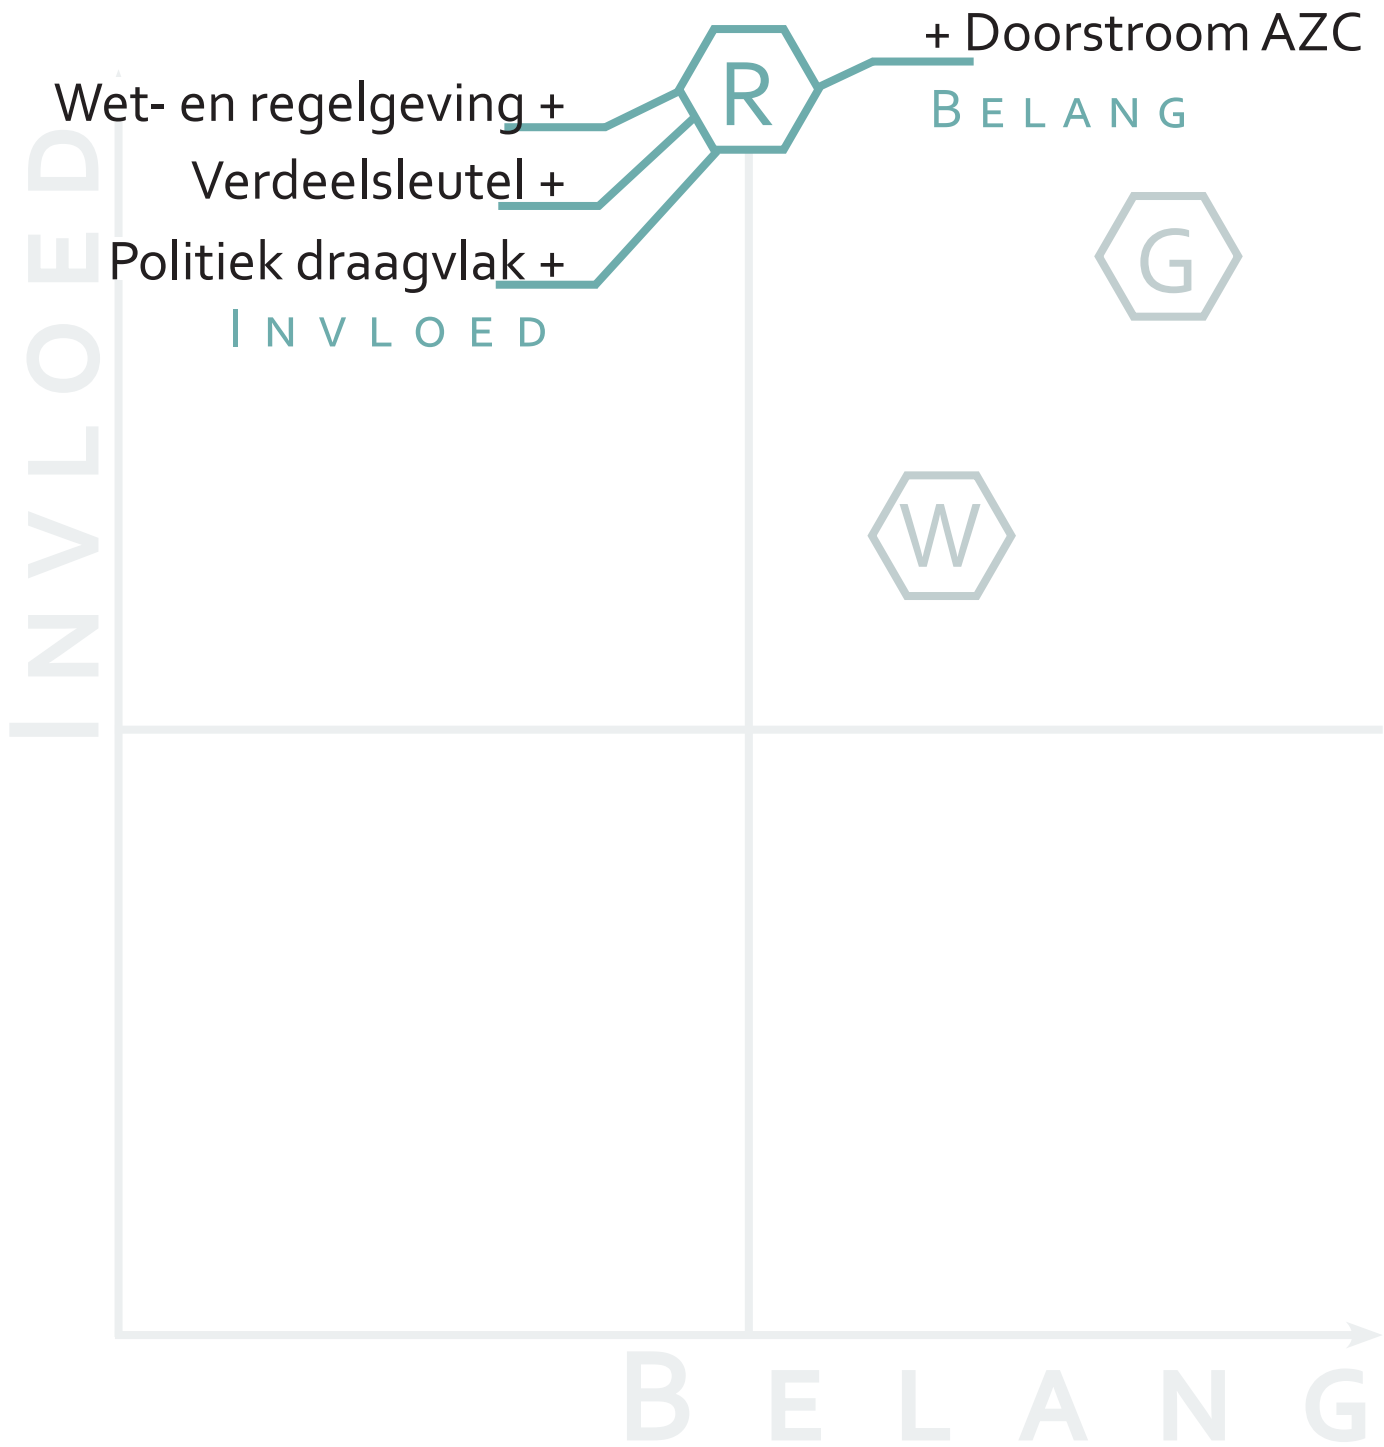 + Doorstroom AZC
BELANG
R
Wet- en regelgeving +
Verdeelsleutel +
Politiek draagvlak +
INVLOED
G
W
INVLOED
BELANG